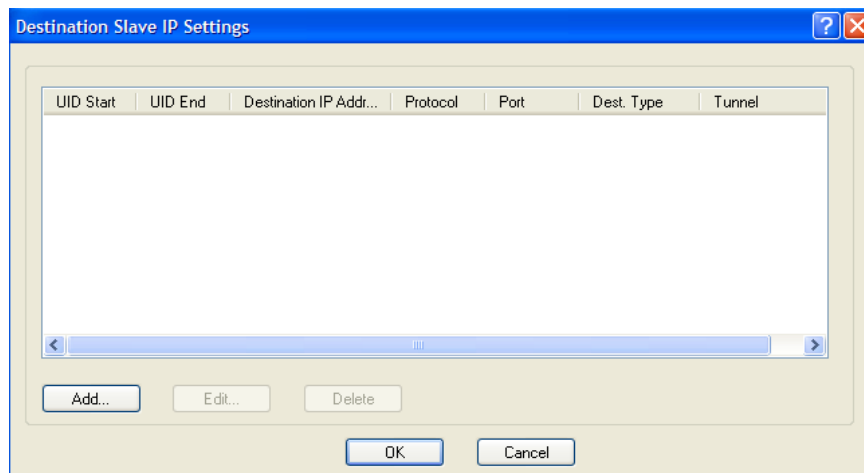 Destination Slave IP Settings
UID Start UID End Destination IP Addr... Protocol Port Dest. Type Tunnel
Add... Edit... Delete
OK Cancel